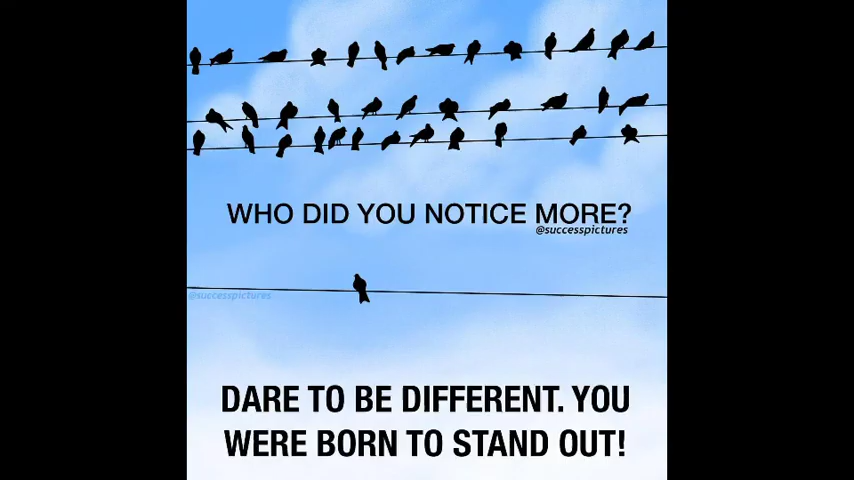 WHO DID YOU NOTICE MORE?
@successpictures
@successpictures
DARE TO BE DIFFERENT. YOU
WERE BORN TO STAND OUT!